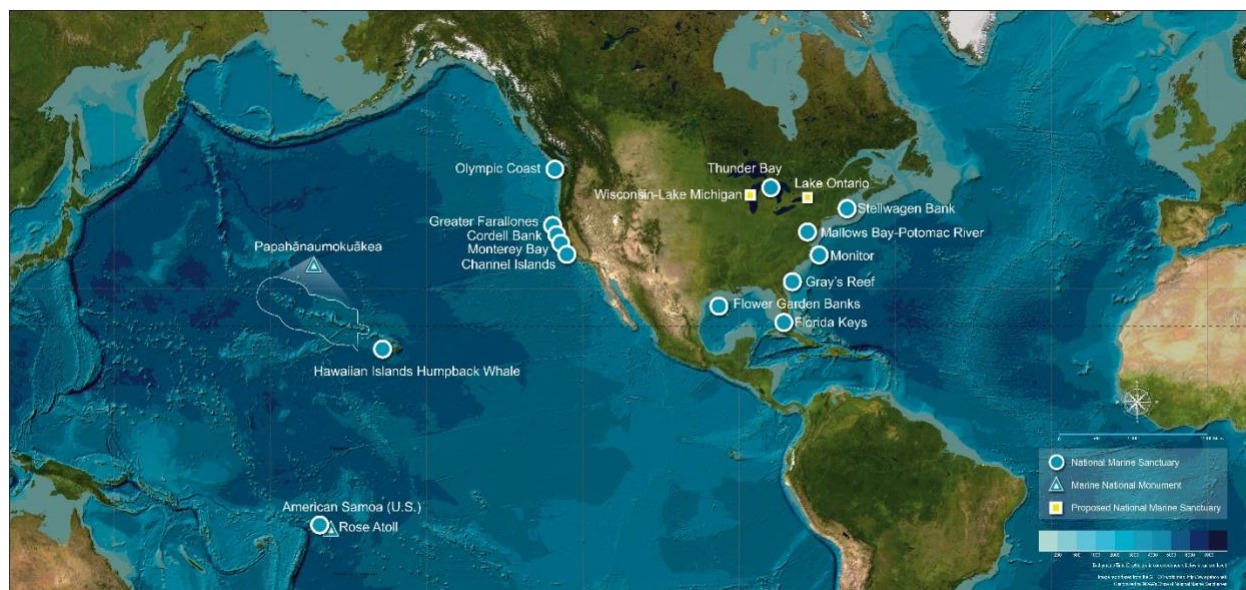 Olympic Coast
Thunder Bay
Lake Ontario
Wisconsin-Lake Michigan
Stellwagen Bank
Greater Farallones
Cordell Bank
Monterey Bay
Channel Islands
Mallows Bay-Potomac River
Papahānaumokuākea
Monitor
Gray's Reef
Flower Garden Banks
Florida Keys
Hawaiian Islands Humpback Whale
American Samoa (U.S.)
Rose Atoll
National Marine Sanctuary
Marine National Monument
Proposed National Marine Sanctuary